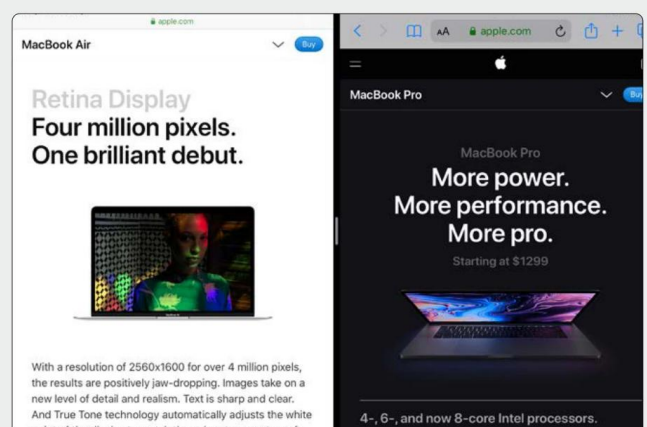 apple.com
MacBook Air
Buy
Retina Display
Four million pixels.
One brilliant debut.
With a resolution of 2560x1600 for over 4 million pixels,
the results are positively jaw-dropping. Images take on a
new level of detail and realism. Text is sharp and clear.
And True Tone technology automatically adjusts the white
AA
apple.com
MacBook Pro
Buy
MacBook Pro
More power.
More performance.
More pro.
Starting at $1299
4-, 6-, and now 8-core Intel processors.